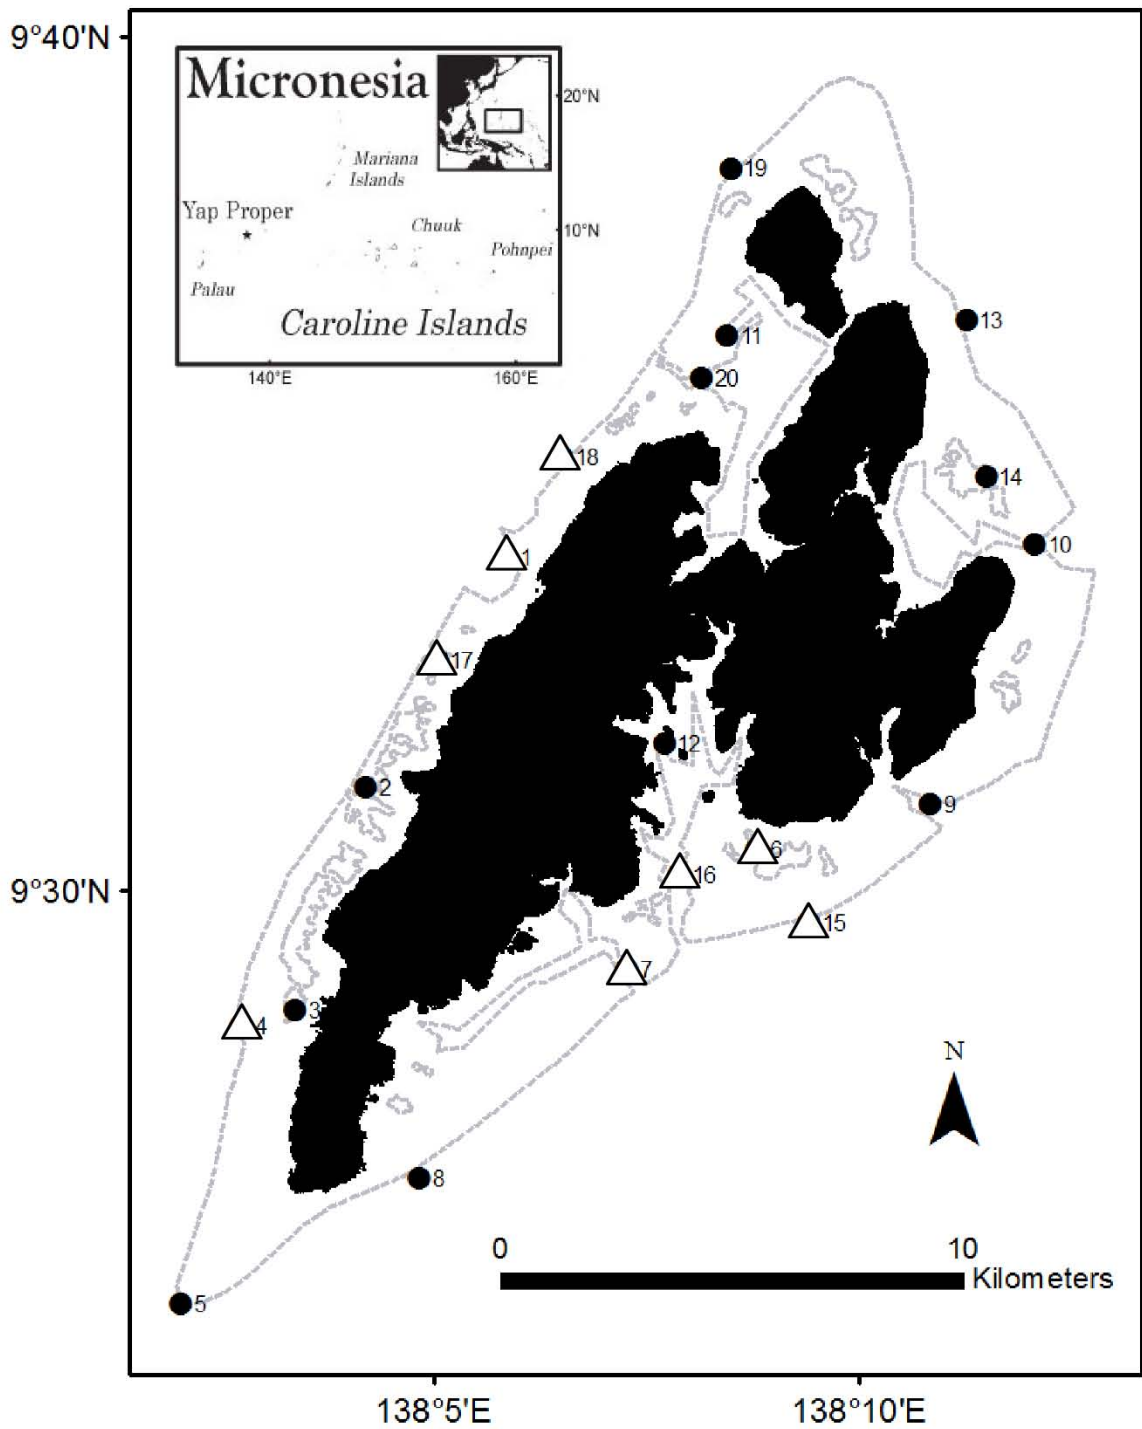 9°40'N
Micronesia
20°N
Mariana
Islands
Yap Proper
Chuuk
10°N
Pohnpei
Palau
Caroline Islands
140°E
160°E
19
13
11
20
18
14
10
1
17
12
2
9
6
16
9°30'N
15
7
3
4
N
8
0
10
Kilometers
5
138°5'E
138°10'E